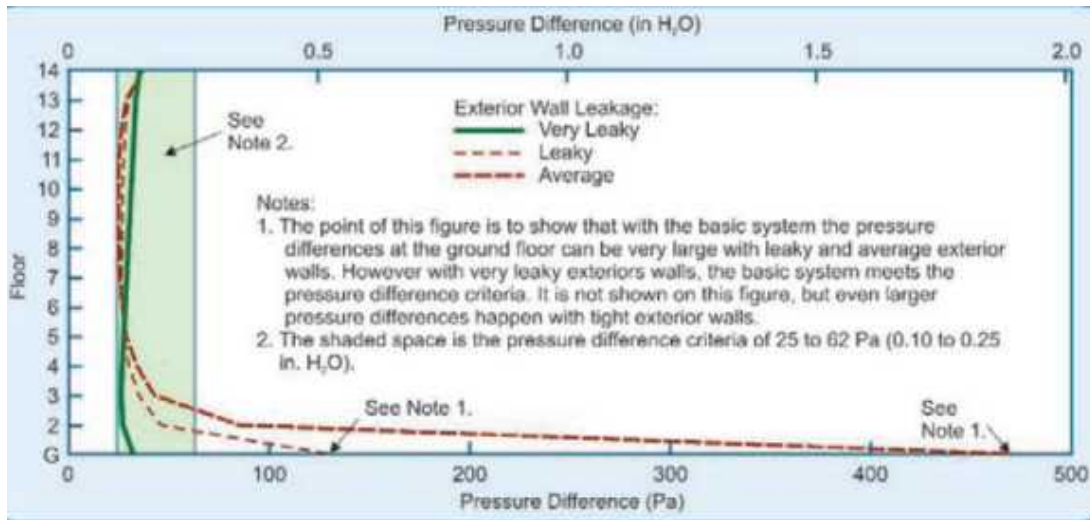 Pressure Difference (in H₂O)
0 0.5 1.0 1.5 2.0
14
13
12
11
10
9
8
7
6
5
4
3
2
G
Floor
See
Note 2.
Exterior Wall Leakage:
Very Leaky
Leaky
Average
Notes:
1. The point of this figure is to show that with the basic system the pressure
differences at the ground floor can be very large with leaky and average exterior
walls. However with very leaky exteriors walls, the basic system meets the
pressure difference criteria. It is not shown on this figure, but even larger
pressure differences happen with tight exterior walls.
2. The shaded space is the pressure difference criteria of 25 to 62 Pa (0.10 to 0.25
in. H₂O).
See Note 1.
See
Note 1.
0 100 200 300 400 500
Pressure Difference (Pa)